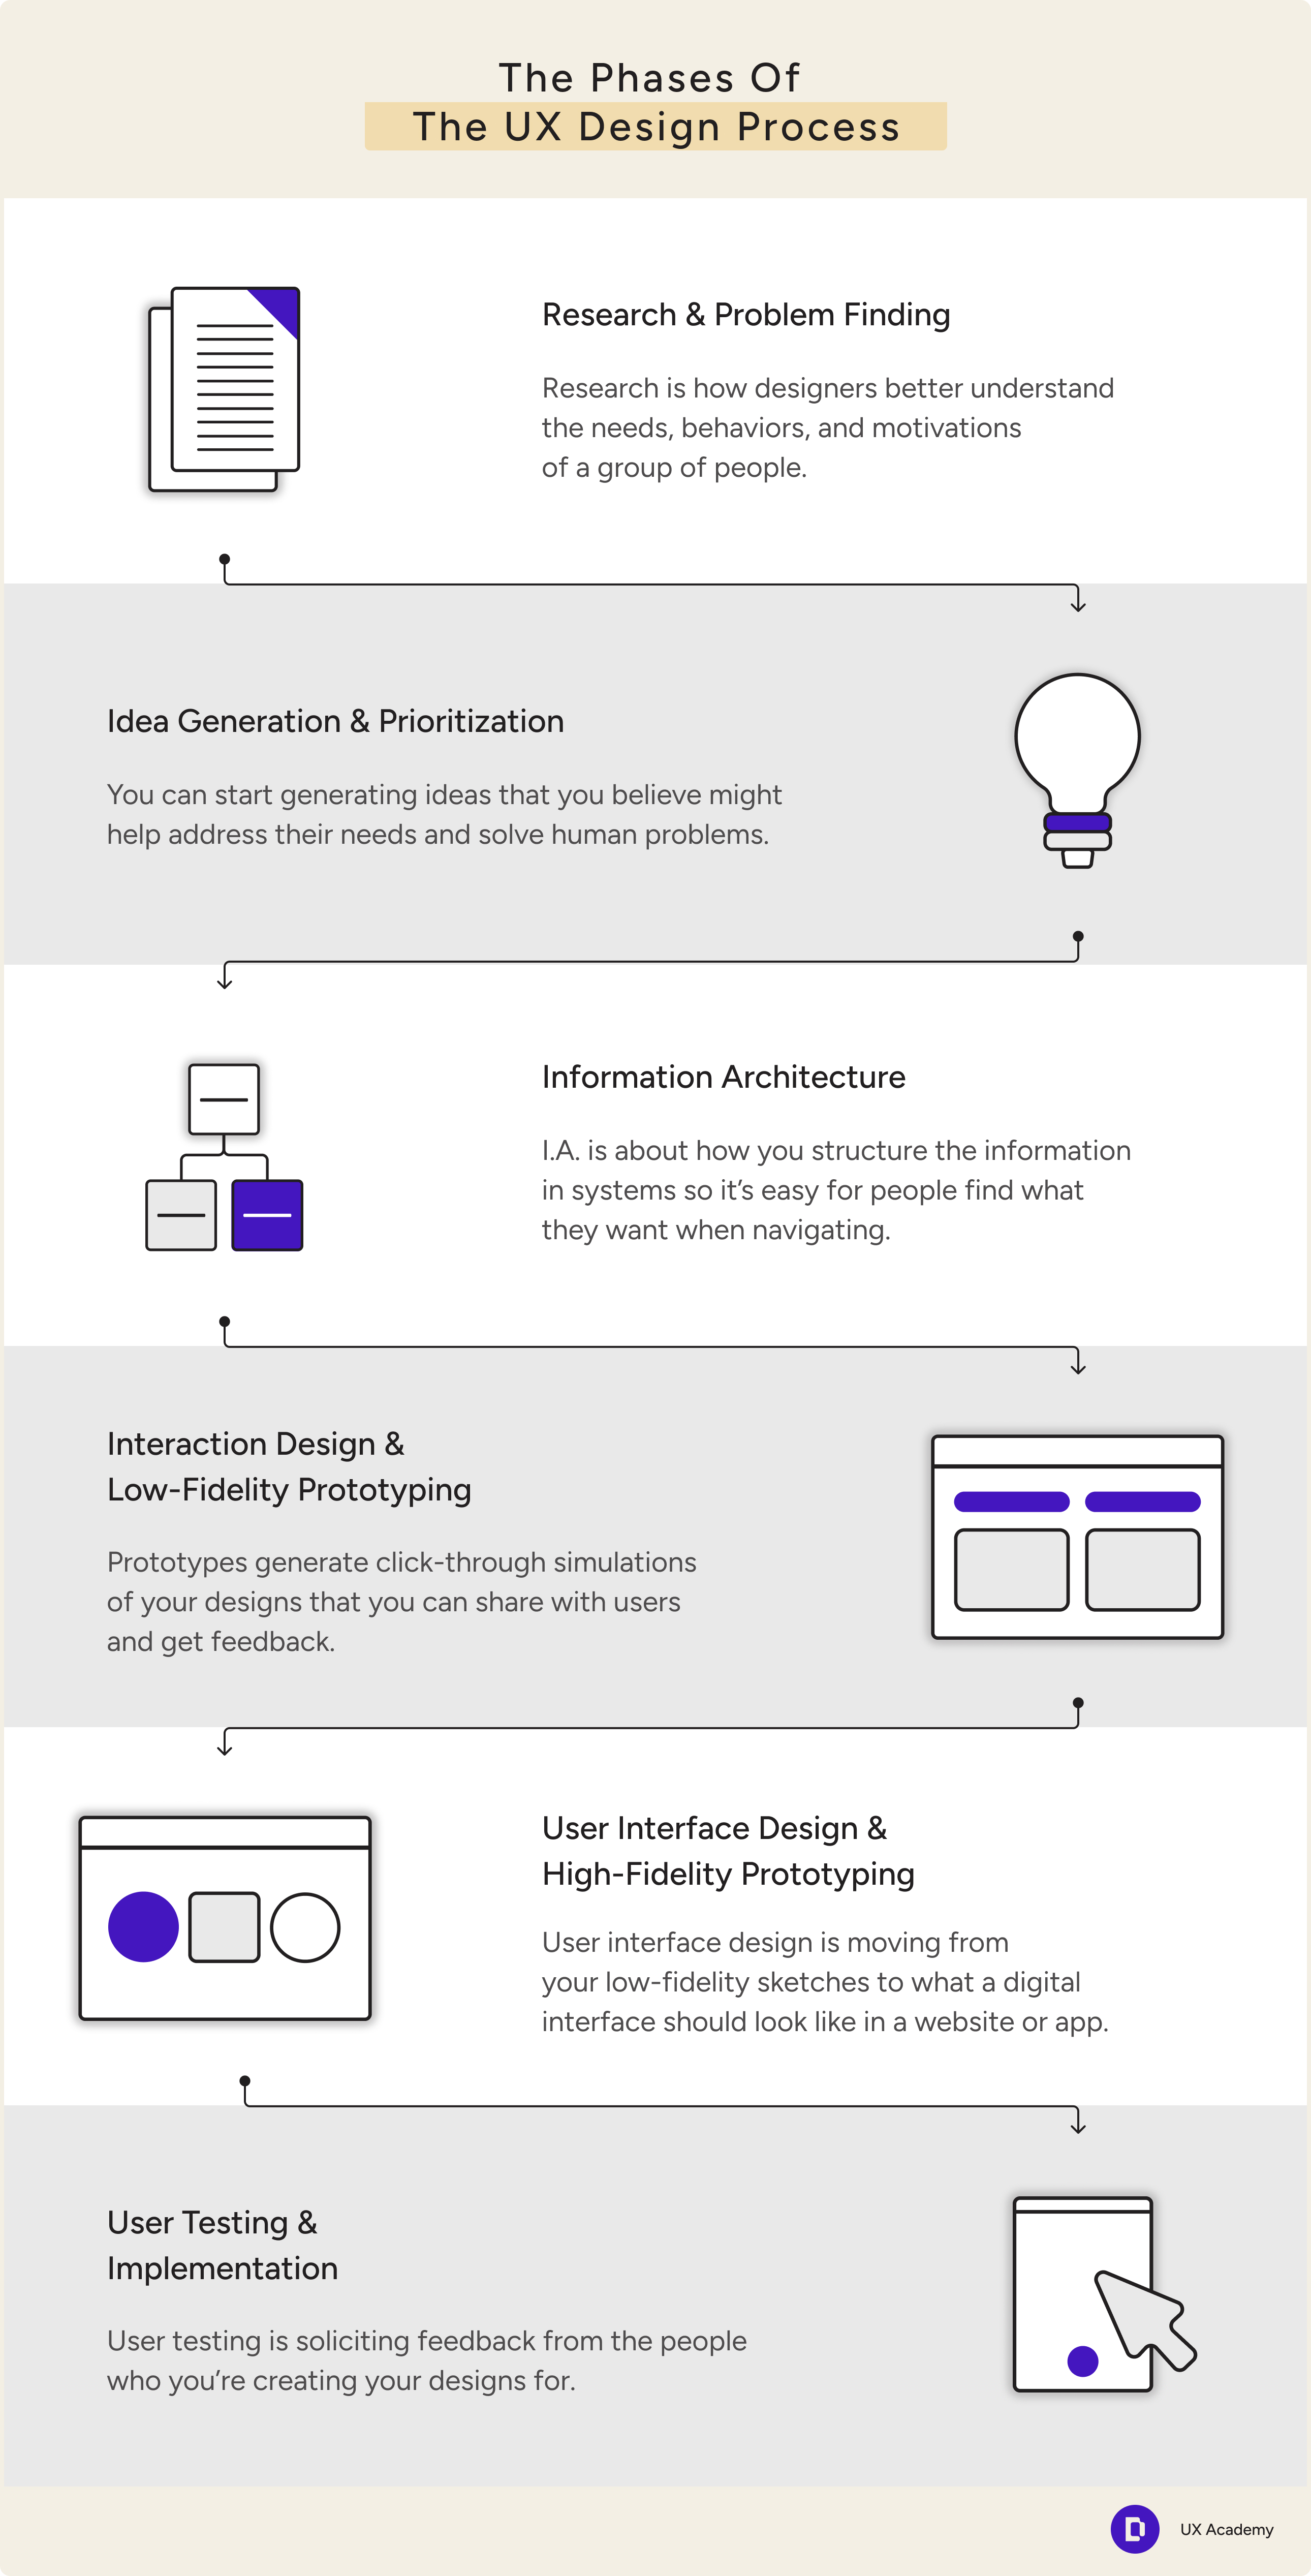 The Phases Of
The UX Design Process
Research & Problem Finding
Research is how designers better understand
the needs, behaviors, and motivations
of a group of people.
Idea Generation & Prioritization
You can start generating ideas that you believe might
help address their needs and solve human problems.
Information Architecture
I.A. is about how you structure the information
in systems so it’s easy for people find what
they want when navigating.
Interaction Design &
Low-Fidelity Prototyping
Prototypes generate click-through simulations
of your designs that you can share with users
and get feedback.
User Interface Design &
High-Fidelity Prototyping
User interface design is moving from
your low-fidelity sketches to what a digital
interface should look like in a website or app.
User Testing &
Implementation
User testing is soliciting feedback from the people
who you’re creating your designs for.
D UX Academy